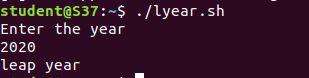 student@S37:~$ ./lyear.sh
Enter the year
2020
leap year